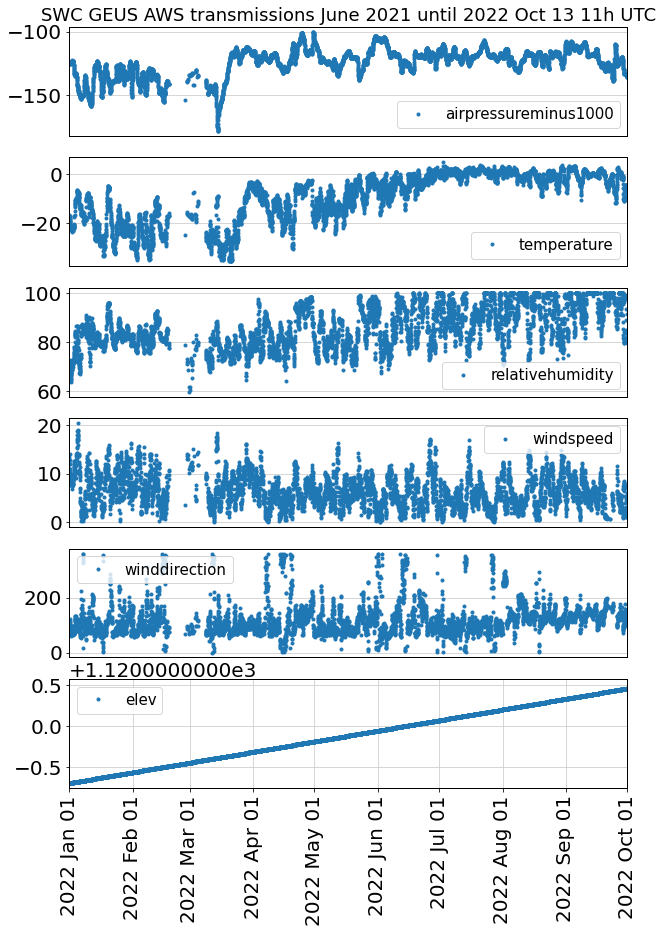 SWC GEUS AWS transmissions June 2021 until 2022 Oct 13 11h UTC
−100
−150
airpressureminus1000
0
−20
temperature
100
80
60
relativehumidity
20
10
0
windspeed
200
0
winddirection
+1.1200000000e3
0.5
0.0
−0.5
elev
2022 Jan 01
2022 Feb 01
2022 Mar 01
2022 Apr 01
2022 May 01
2022 Jun 01
2022 Jul 01
2022 Aug 01
2022 Sep 01
2022 Oct 01